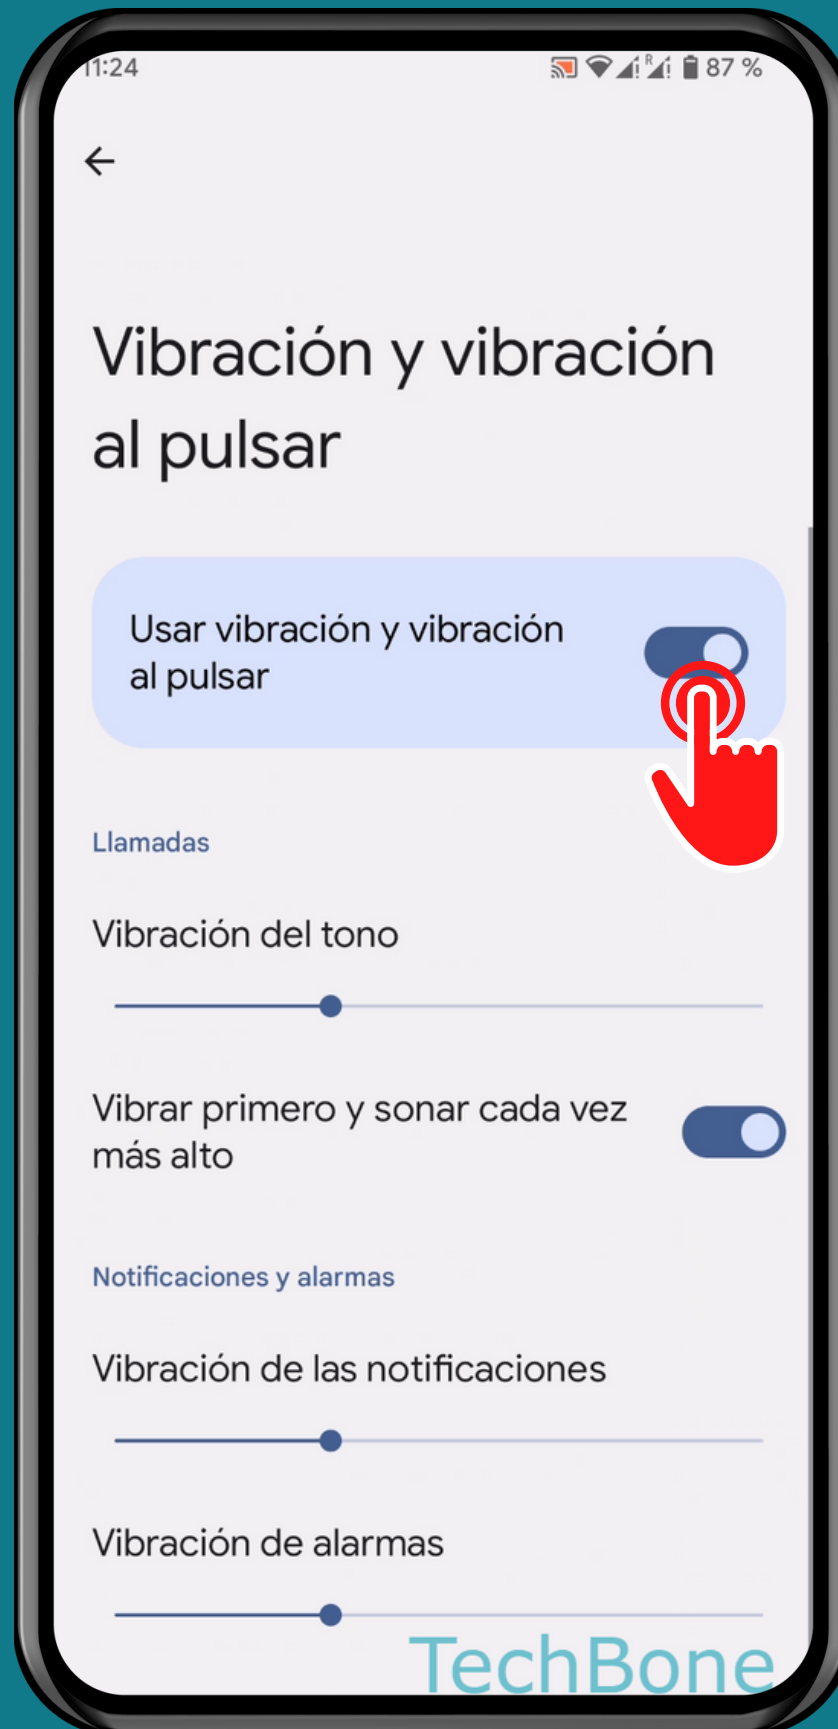 11:24
R
87 %
Vibración y vibración
al pulsar
Usar vibración y vibración
al pulsar
Llamadas
Vibración del tono
Vibrar primero y sonar cada vez
más alto
Notificaciones y alarmas
Vibración de las notificaciones
Vibración de alarmas
TechBone